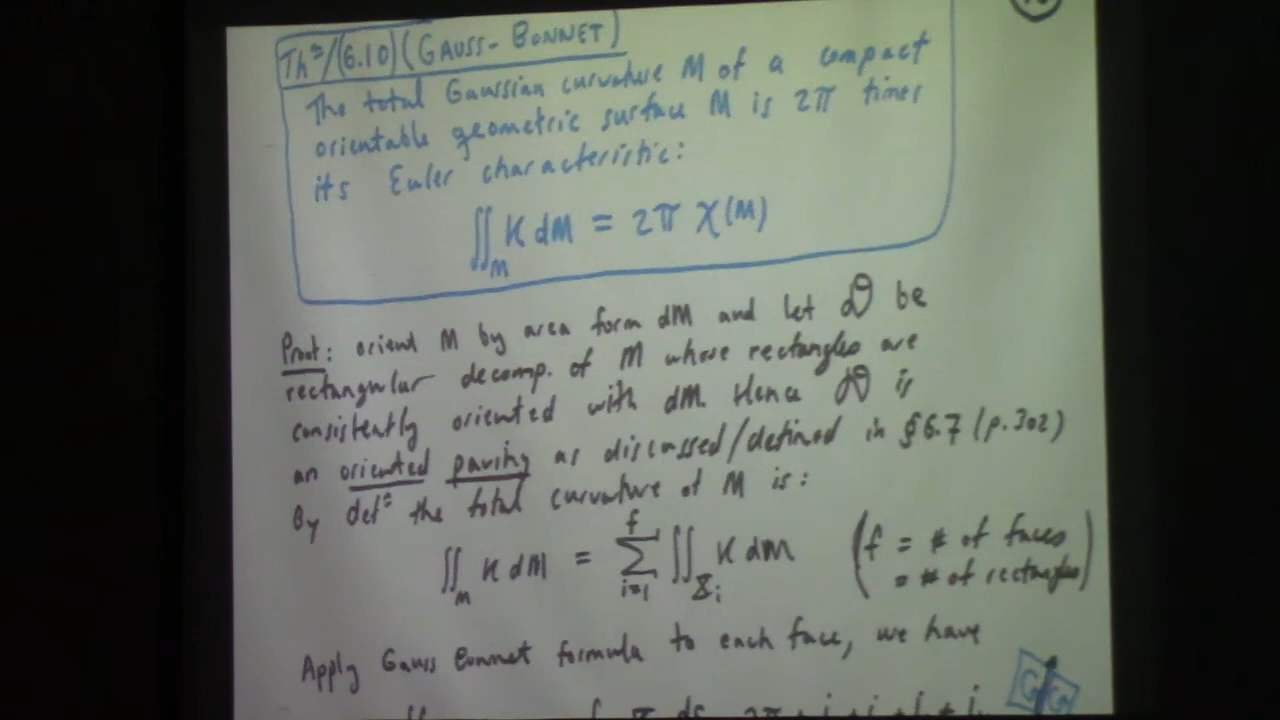 Thm/(6.10)(GAUSS-BONNET)
The total Gaussian curvature M of a compact
orientable geometric surface M is 2π times
its Euler characteristic:
∬_M K dM = 2π χ(M)
Proof: orient M by area form dM and let 𝒟 be
rectangular decomp. of M whose rectangles are
consistently oriented with dM. Hence 𝒟 is
an oriented paving as discussed/defined in §6.7 (p.302)
By defn the total curvature of M is:
∬_M K dM = Σ_{i=1}^{f} ∬_{X_i} K dM (f = # of faces
= # of rectangles)
Apply Gauss Bonnet formula to each face, we have